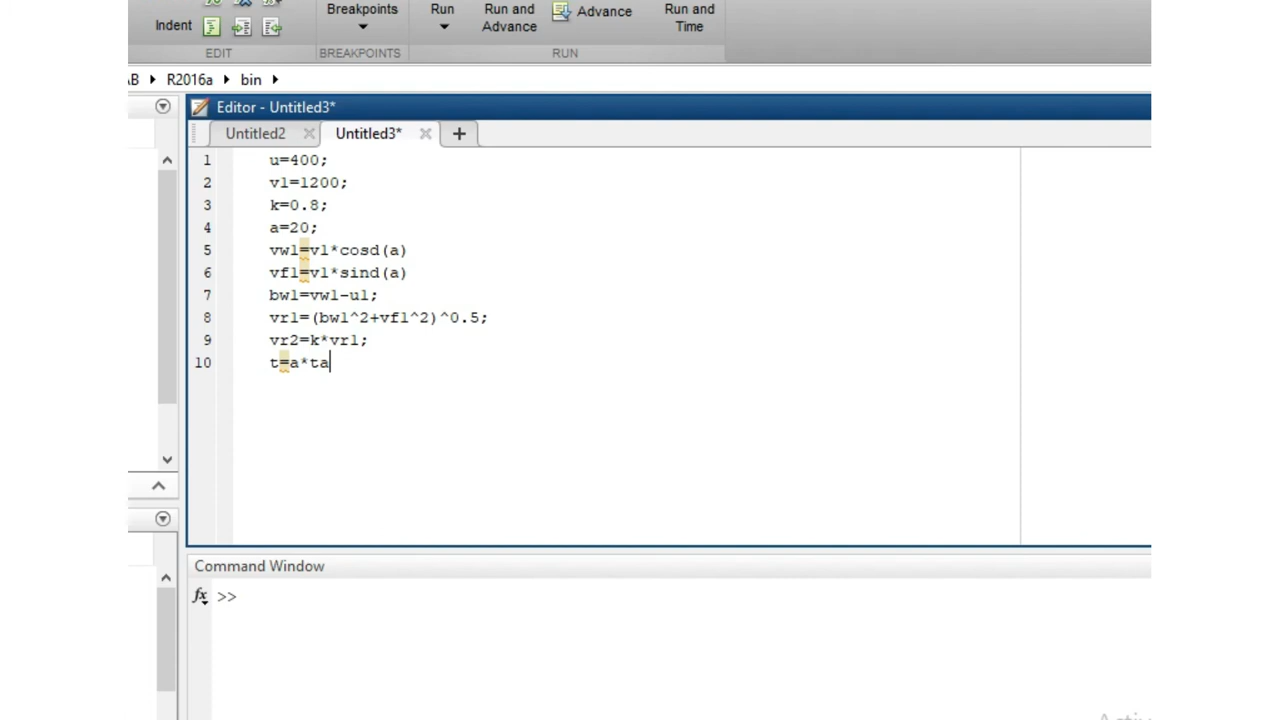 Breakpoints Run Run and Advance Advance Run and Time
Indent
EDIT BREAKPOINTS RUN
AB R2016a bin
Editor - Untitled3*
Untitled2 Untitled3* +
1 u=400;
2 v1=1200;
3 k=0.8;
4 a=20;
5 vw1=v1*cosd(a)
6 vf1=v1*sind(a)
7 bw1=vw1-u1;
8 vr1=(bw1^2+vf1^2)^0.5;
9 vr2=k*vr1;
10 t=a*ta
Command Window
fx >>